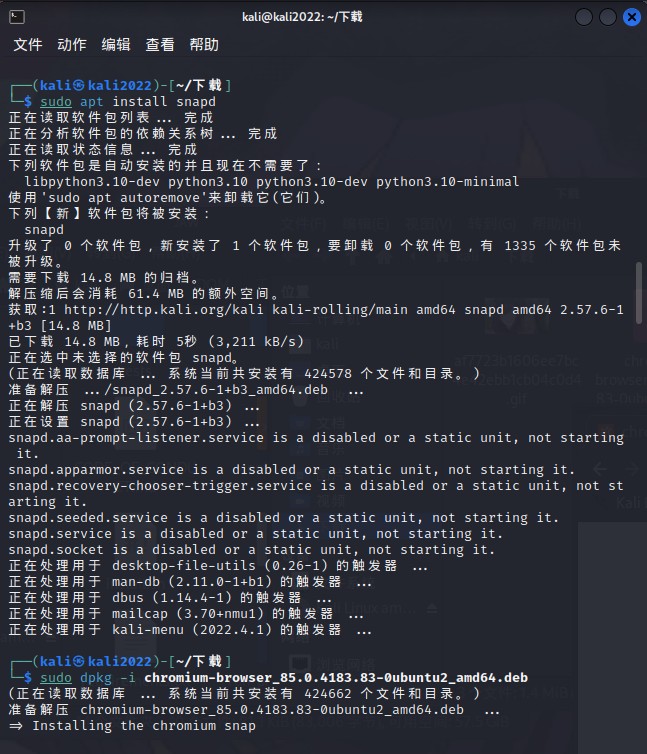 kali@kali2022: ~/下载
文件 动作 编辑 查看 帮助
┌──(kali㉿kali2022)-[~/下载]
└─$ sudo apt install snapd
正在读取软件包列表... 完成
正在分析软件包的依赖关系树... 完成
正在读取状态信息... 完成
下列软件包是自动安装的并且现在不需要了：
libpython3.10-dev python3.10 python3.10-dev python3.10-minimal
使用'sudo apt autoremove'来卸载它(它们)。
下列【新】软件包将被安装：
snapd
升级了 0 个软件包，新安装了 1 个软件包，要卸载 0 个软件包，有 1335 个软件包未
被升级。
需要下载 14.8 MB 的归档。
解压缩后会消耗 61.4 MB 的额外空间。
获取:1 http://http.kali.org/kali kali-rolling/main amd64 snapd amd64 2.57.6-1
+b3 [14.8 MB]
已下载 14.8 MB，耗时 5秒 (3,211 kB/s)
正在选中未选择的软件包 snapd。
(正在读取数据库 ... 系统当前共安装有 424578 个文件和目录。)
准备解压 .../snapd_2.57.6-1+b3_amd64.deb ...
正在解压 snapd (2.57.6-1+b3) ...
正在设置 snapd (2.57.6-1+b3) ...
snapd.aa-prompt-listener.service is a disabled or a static unit, not starting
it.
snapd.apparmor.service is a disabled or a static unit, not starting it.
snapd.recovery-chooser-trigger.service is a disabled or a static unit, not st
arting it.
snapd.seeded.service is a disabled or a static unit, not starting it.
snapd.service is a disabled or a static unit, not starting it.
snapd.socket is a disabled or a static unit, not starting it.
正在处理用于 desktop-file-utils (0.26-1) 的触发器 ...
正在处理用于 man-db (2.11.0-1+b1) 的触发器 ...
正在处理用于 dbus (1.14.4-1) 的触发器 ...
正在处理用于 mailcap (3.70+nmu1) 的触发器 ...
正在处理用于 kali-menu (2022.4.1) 的触发器 ...
┌──(kali㉿kali2022)-[~/下载]
└─$ sudo dpkg -i chromium-browser_85.0.4183.83-0ubuntu2_amd64.deb
(正在读取数据库 ... 系统当前共安装有 424662 个文件和目录。)
准备解压 chromium-browser_85.0.4183.83-0ubuntu2_amd64.deb ...
=> Installing the chromium snap